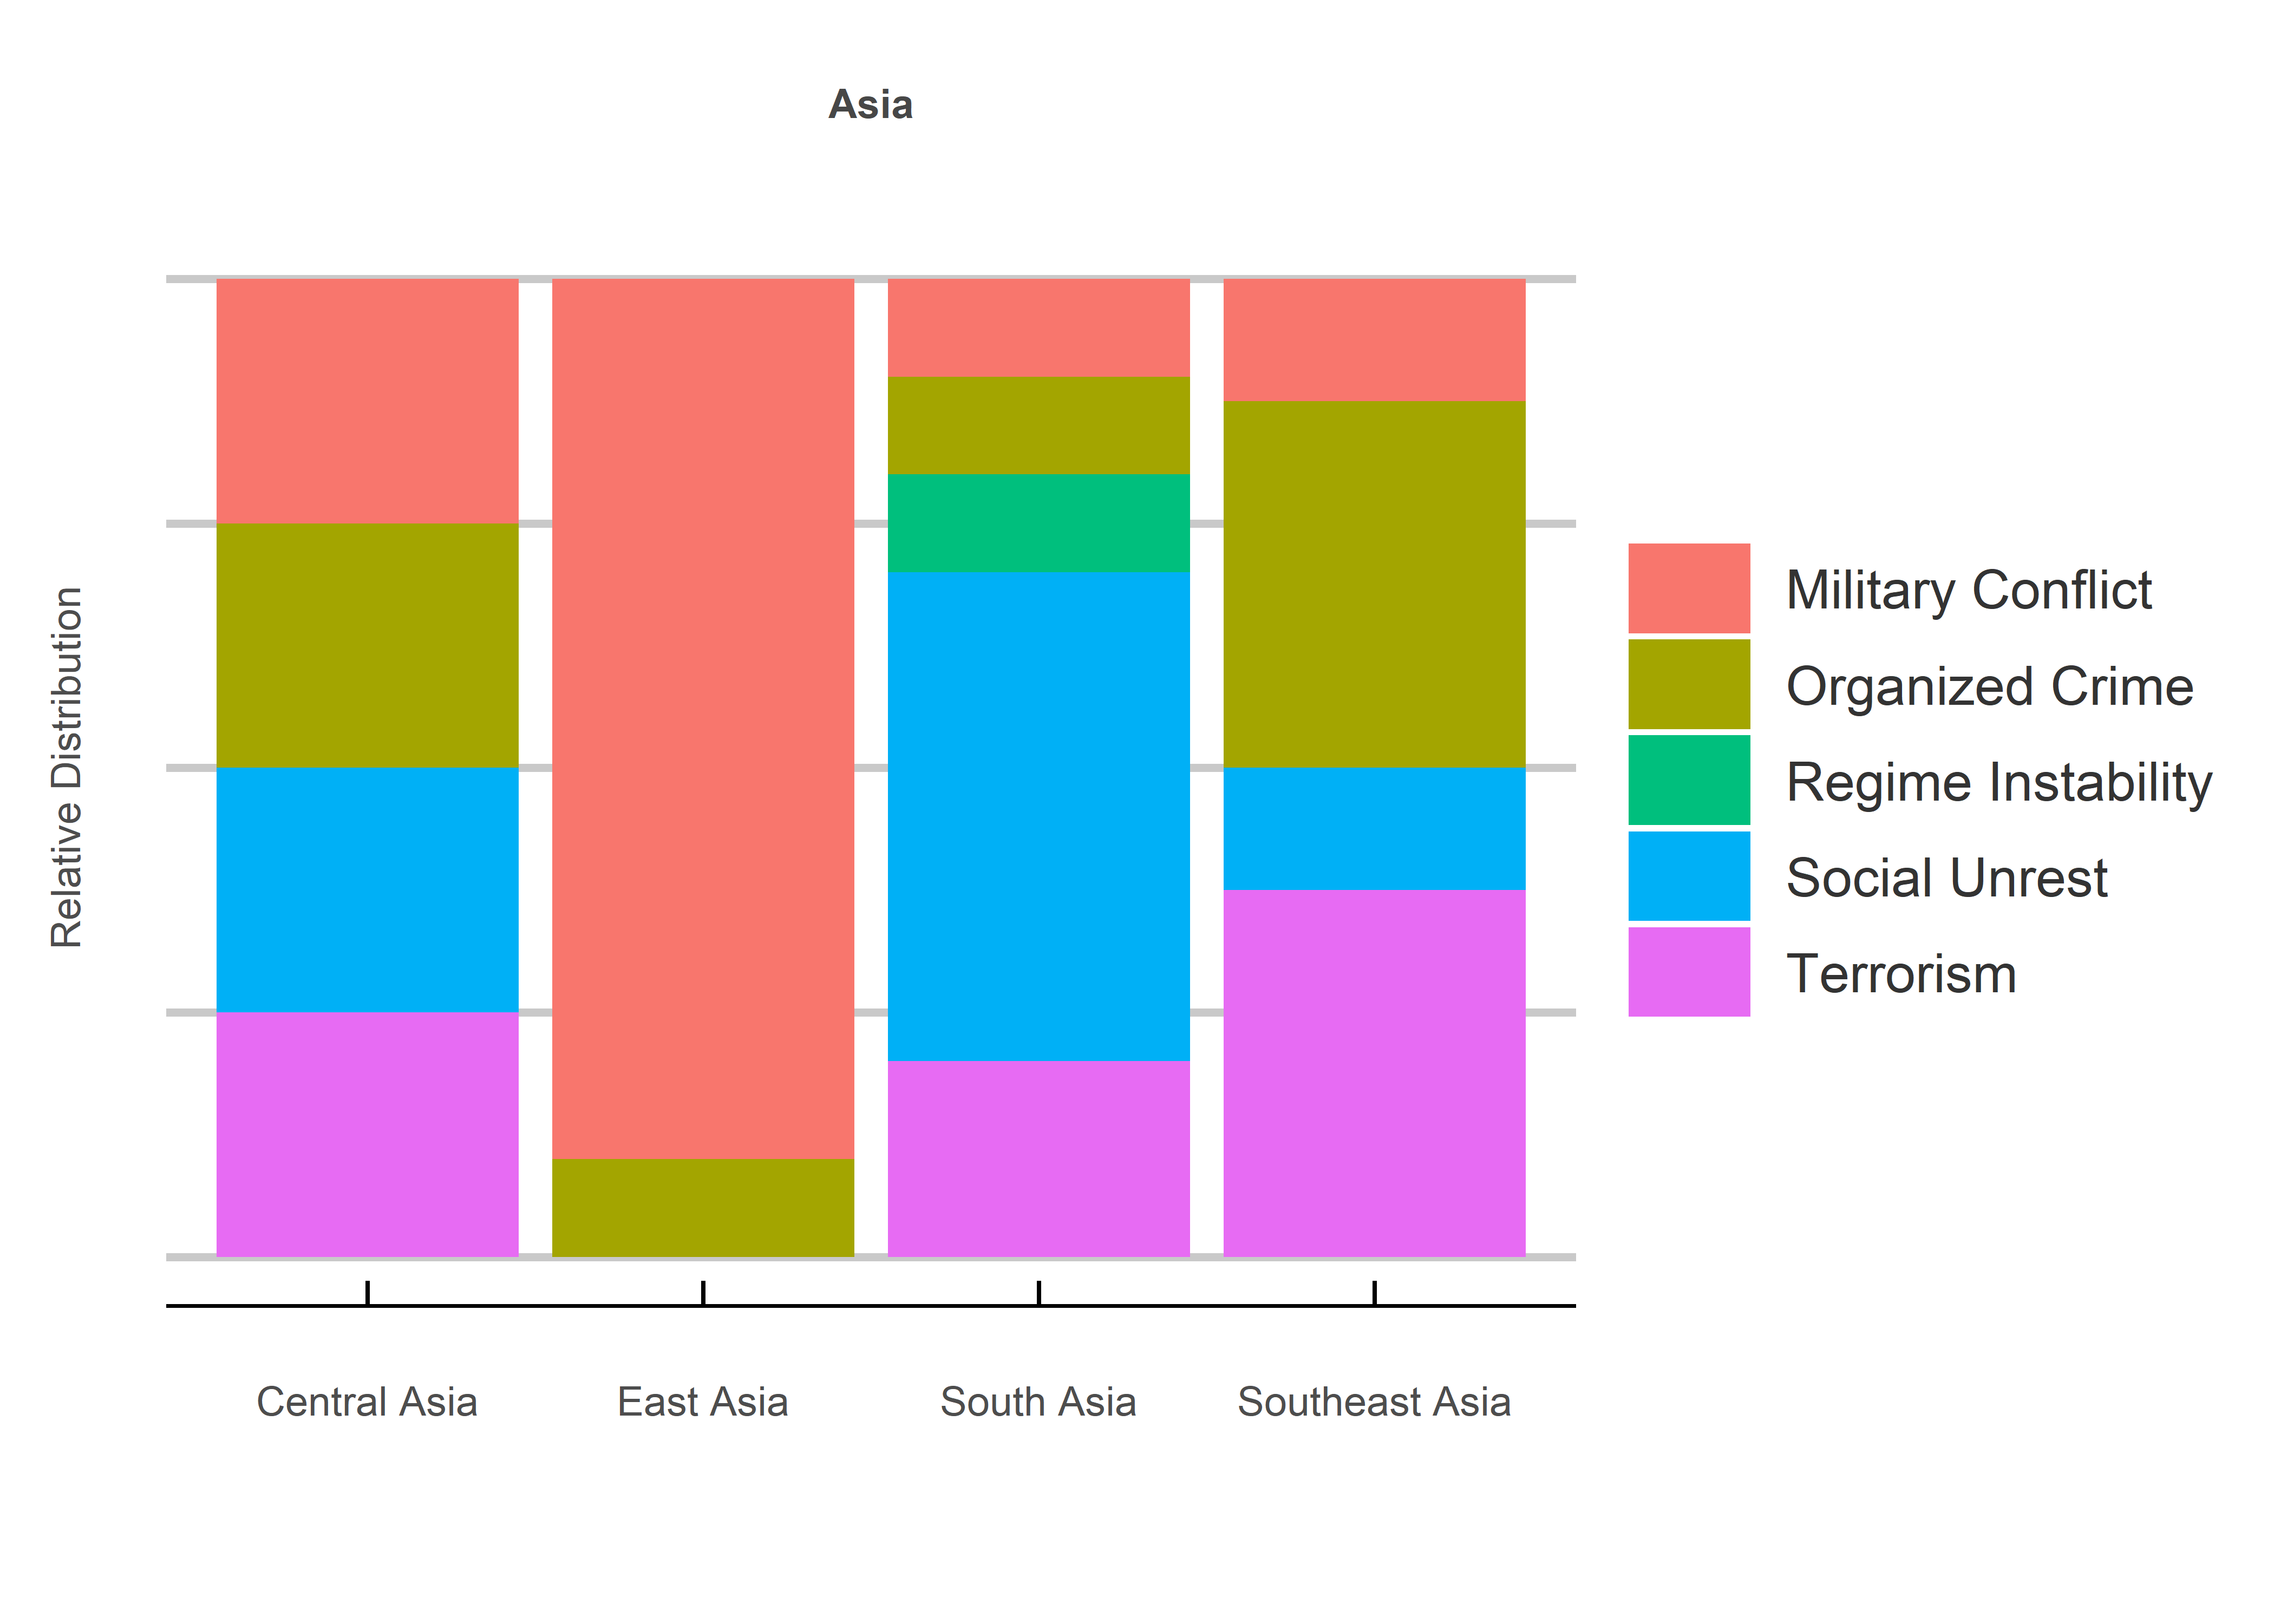 Asia
Relative Distribution
Military Conflict
Organized Crime
Regime Instability
Social Unrest
Terrorism
Central Asia
East Asia
South Asia
Southeast Asia